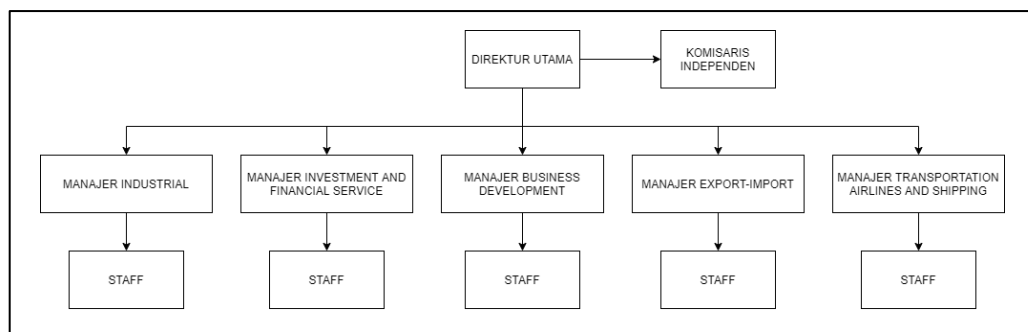 DIREKTUR UTAMA
KOMISARIS
INDEPENDEN
MANAJER INDUSTRIAL
MANAJER INVESTMENT AND
FINANCIAL SERVICE
MANAJER BUSINESS
DEVELOPMENT
MANAJER EXPORT-IMPORT
MANAJER TRANSPORTATION
AIRLINES AND SHIPPING
STAFF
STAFF
STAFF
STAFF
STAFF